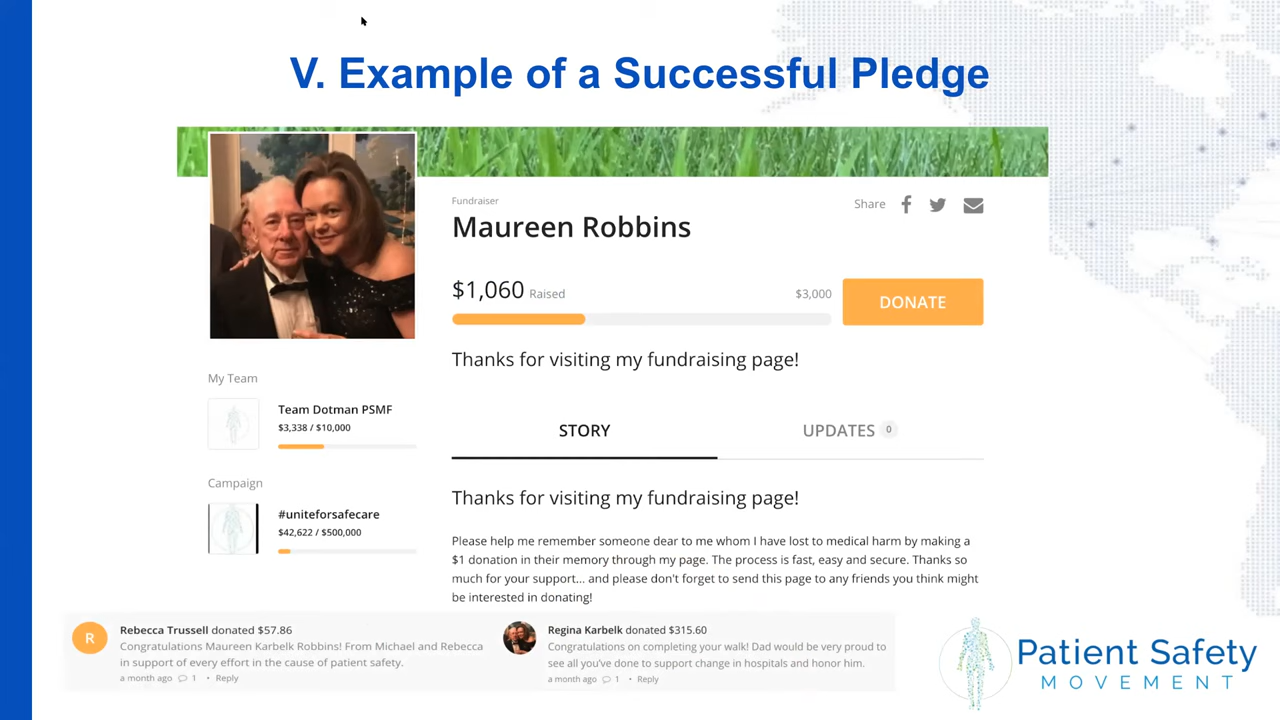 V. Example of a Successful Pledge
Fundraiser
Maureen Robbins
Share
$1,060 Raised
$3,000
DONATE
Thanks for visiting my fundraising page!
My Team
Team Dotman PSMF
$3,338 / $10,000
Campaign
#uniteforsafecare
$42,622 / $500,000
STORY
UPDATES 0
Thanks for visiting my fundraising page!
Please help me remember someone dear to me whom I have lost to medical harm by making a
$1 donation in their memory through my page. The process is fast, easy and secure. Thanks so
much for your support... and please don't forget to send this page to any friends you think might
be interested in donating!
R
Rebecca Trussell donated $57.86
Congratulations Maureen Karbelk Robbins! From Michael and Rebecca
in support of every effort in the cause of patient safety.
a month ago 1 • Reply
Regina Karbelk donated $315.60
Congratulations on completing your walk! Dad would be very proud to
see all you've done to support change in hospitals and honor him.
a month ago 1 • Reply
Patient Safety
MOVEMENT